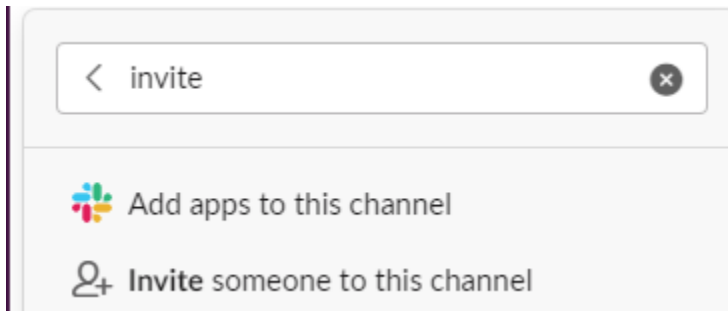 invite
Add apps to this channel
Invite someone to this channel